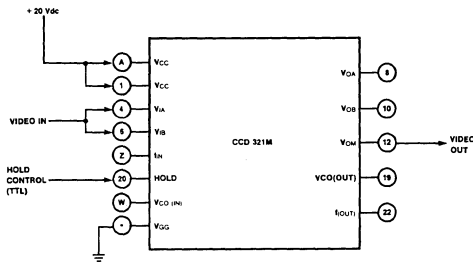 + 20 Vdc
A VCC
1 VCC
VIDEO IN
4 VIA
6 VIB
Z fIN
HOLD CONTROL (TTL)
20 HOLD
W VCO (IN)
* VGG
CCD 321M
VOA 8
VOB 10
VOM 12
VIDEO OUT
VCO(OUT) 19
f(OUT) 22